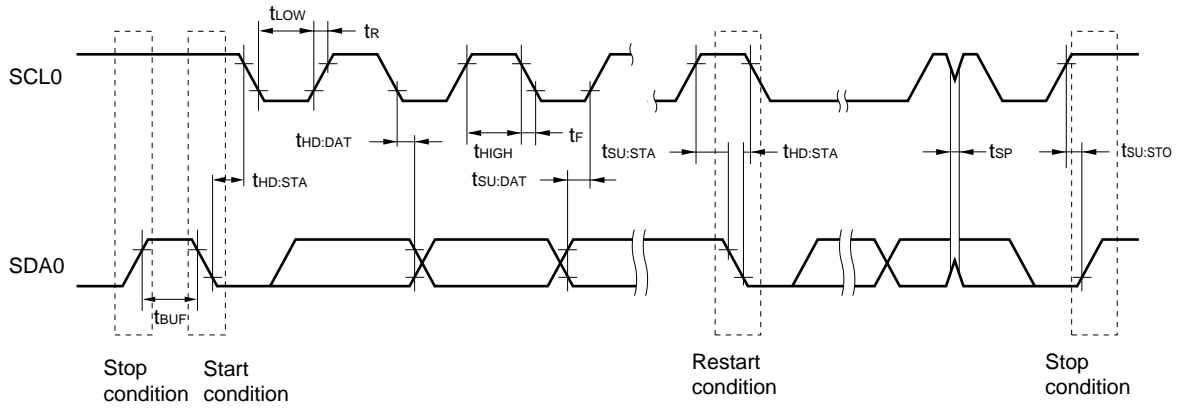 tLOW
tR
SCL0
tHD:DAT
tHIGH
tF
tSU:STA
tHD:STA
tSP
tSU:STO
tHD:STA
tSU:DAT
SDA0
tBUF
Stop
condition
Start
condition
Restart
condition
Stop
condition